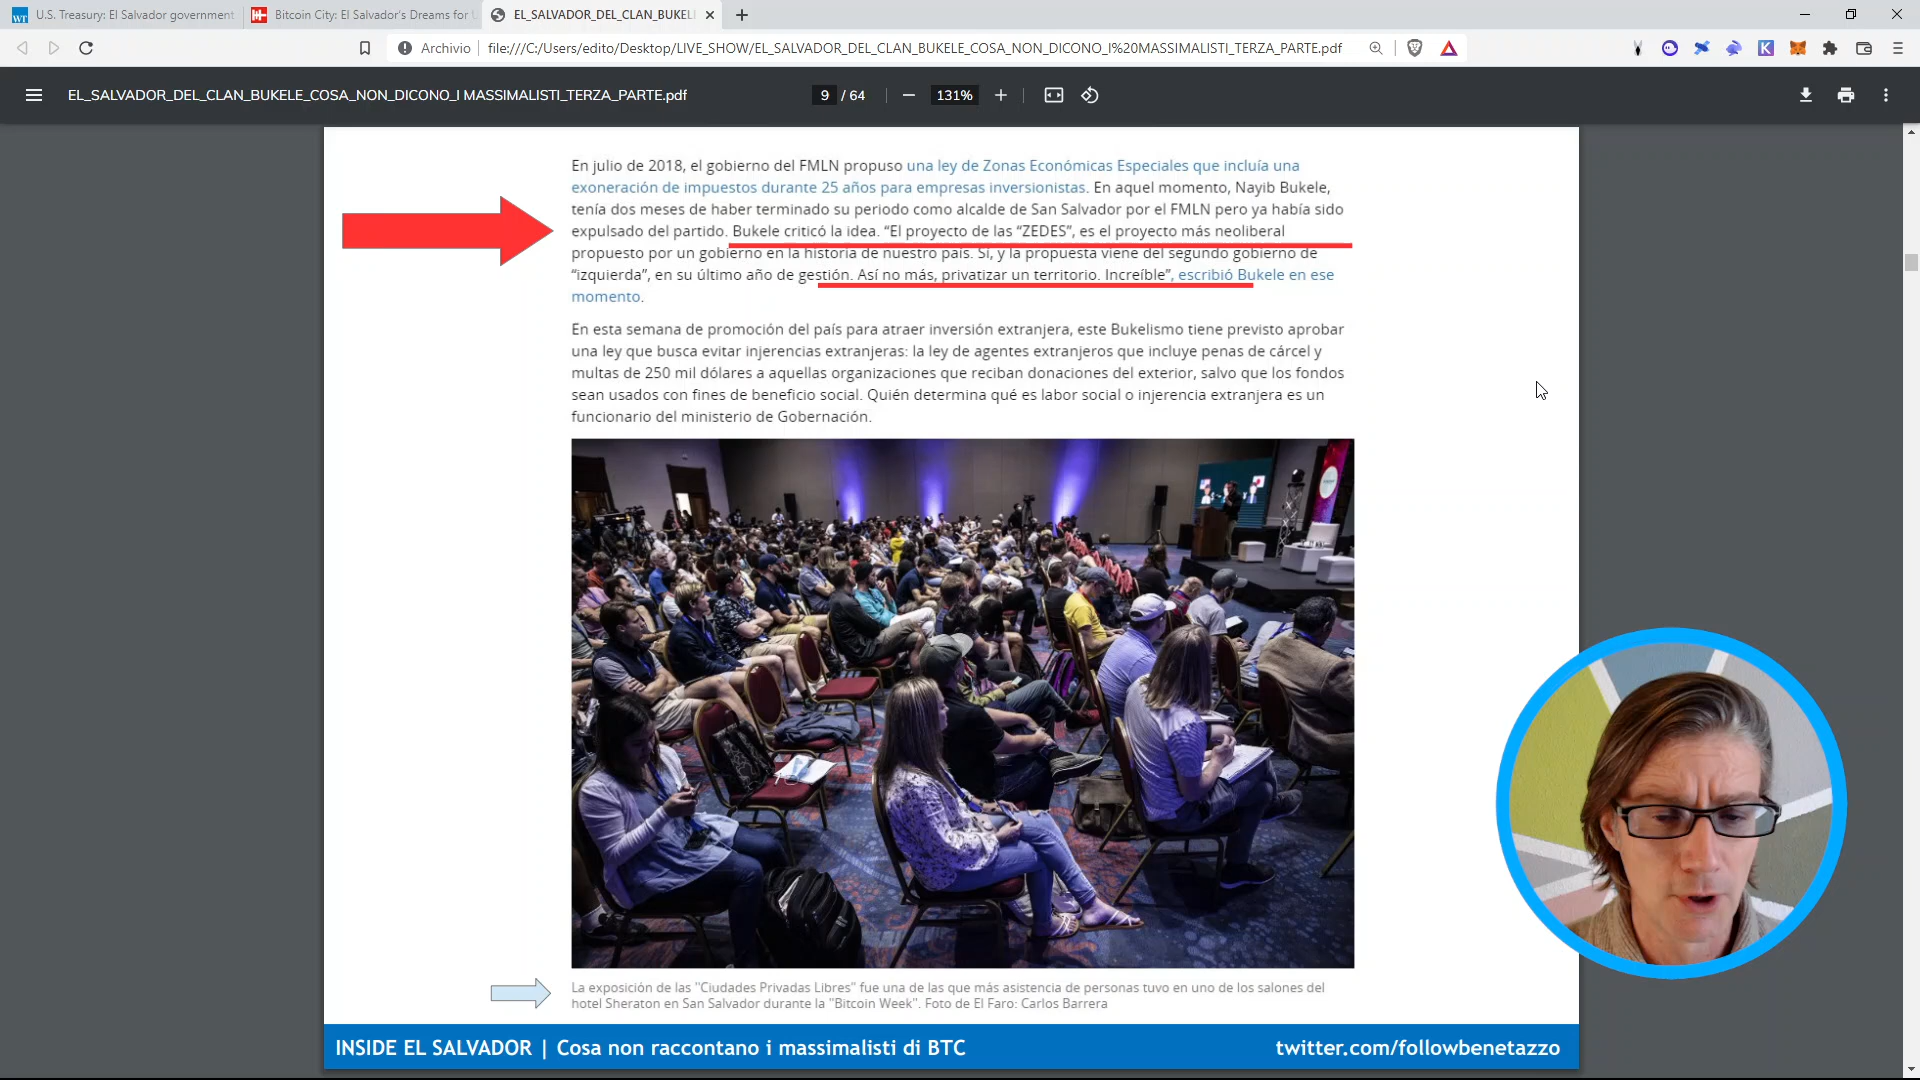 U.S. Treasury: El Salvador government
Bitcoin City: El Salvador's Dreams for
EL_SALVADOR_DEL_CLAN_BUKEL
Archivio
file:///C:/Users/edito/Desktop/LIVE_SHOW/EL_SALVADOR_DEL_CLAN_BUKELE_COSA_NON_DICONO_I%20MASSIMALISTI_TERZA_PARTE.pdf
EL_SALVADOR_DEL_CLAN_BUKELE_COSA_NON_DICONO_I MASSIMALISTI_TERZA_PARTE.pdf
9 / 64
131%
En julio de 2018, el gobierno del FMLN propuso una ley de Zonas Económicas Especiales que incluía una
exoneración de impuestos durante 25 años para empresas inversionistas. En aquel momento, Nayib Bukele,
tenía dos meses de haber terminado su periodo como alcalde de San Salvador por el FMLN pero ya había sido
expulsado del partido. Bukele criticó la idea. “El proyecto de las “ZEDES”, es el proyecto más neoliberal
propuesto por un gobierno en la historia de nuestro país. Sí, y la propuesta viene del segundo gobierno de
“izquierda”, en su último año de gestión. Así no más, privatizar un territorio. Increíble”, escribió Bukele en ese
momento.
En esta semana de promoción del país para atraer inversión extranjera, este Bukelismo tiene previsto aprobar
una ley que busca evitar injerencias extranjeras: la ley de agentes extranjeros que incluye penas de cárcel y
multas de 250 mil dólares a aquellas organizaciones que reciban donaciones del exterior, salvo que los fondos
sean usados con fines de beneficio social. Quién determina qué es labor social o injerencia extranjera es un
funcionario del ministerio de Gobernación.
La exposición de las "Ciudades Privadas Libres" fue una de las que más asistencia de personas tuvo en uno de los salones del
hotel Sheraton en San Salvador durante la "Bitcoin Week". Foto de El Faro: Carlos Barrera
INSIDE EL SALVADOR | Cosa non raccontano i massimalisti di BTC
twitter.com/followbenetazzo